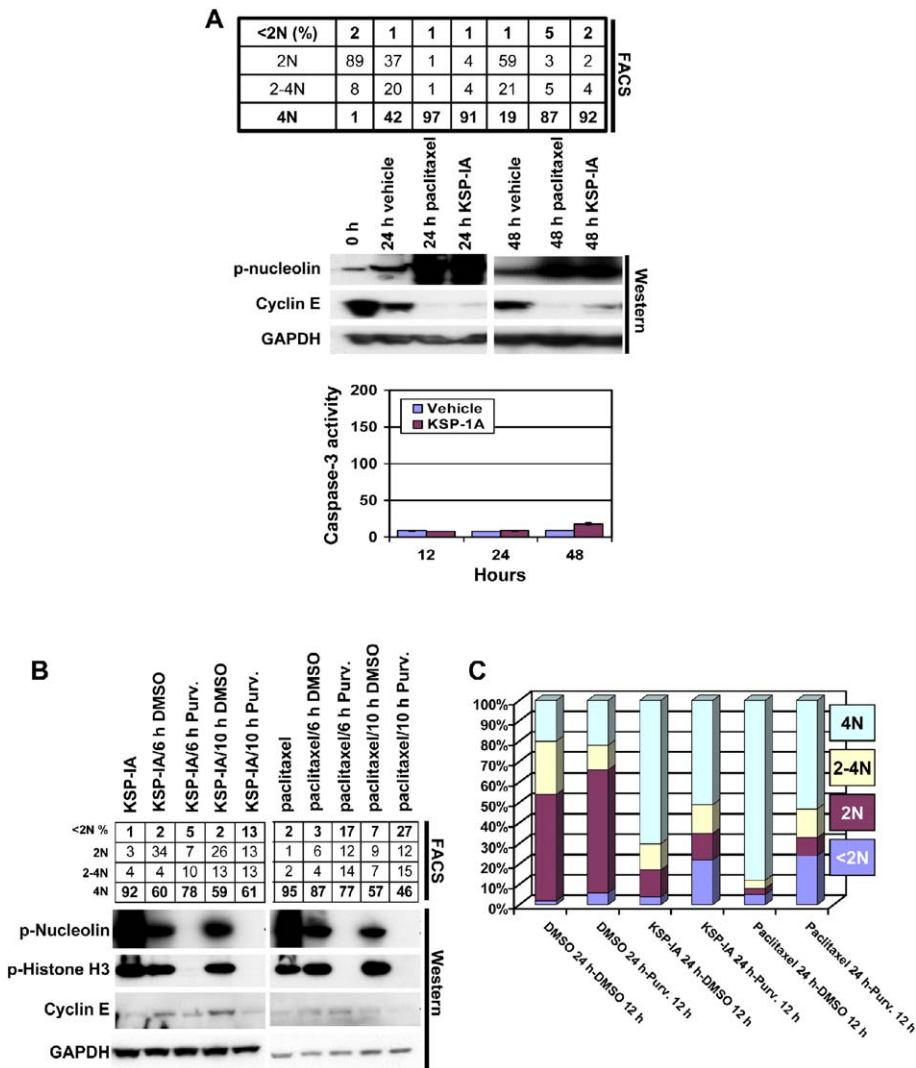 A
<2N (%) 2 1 1 1 1 5 2
2N 89 37 1 4 59 3 2
2-4N 8 20 1 4 21 5 4
4N 1 42 97 91 19 87 92
FACS
0 h
24 h vehicle
24 h paclitaxel
24 h KSP-IA
48 h vehicle
48 h paclitaxel
48 h KSP-IA
p-nucleolin
Cyclin E
GAPDH
Western
200
150
100
50
0
Caspase-3 activity
Vehicle
KSP-1A
12 24 48
Hours
B
KSP-IA
KSP-IA/6 h DMSO
KSP-IA/6 h Purv.
KSP-IA/10 h DMSO
KSP-IA/10 h Purv.
paclitaxel
paclitaxel/6 h DMSO
paclitaxel/6 h Purv.
paclitaxel/10 h DMSO
paclitaxel/10 h Purv.
<2N % 1 2 5 2 13 2 3 17 7 27
2N 3 34 7 26 13 1 6 12 9 12
2-4N 4 4 10 13 13 2 4 14 7 15
4N 92 60 78 59 61 95 87 77 57 46
FACS
p-Nucleolin
p-Histone H3
Cyclin E
GAPDH
Western
C
100%
90%
80%
70%
60%
50%
40%
30%
20%
10%
0%
4N
2-4N
2N
<2N
DMSO 24 h-DMSO 12 h
DMSO 24 h-Purv. 12 h
KSP-IA 24 h-DMSO 12 h
KSP-IA 24 h-Purv. 12 h
Paclitaxel 24 h-DMSO 12 h
Paclitaxel 24 h-Purv. 12 h